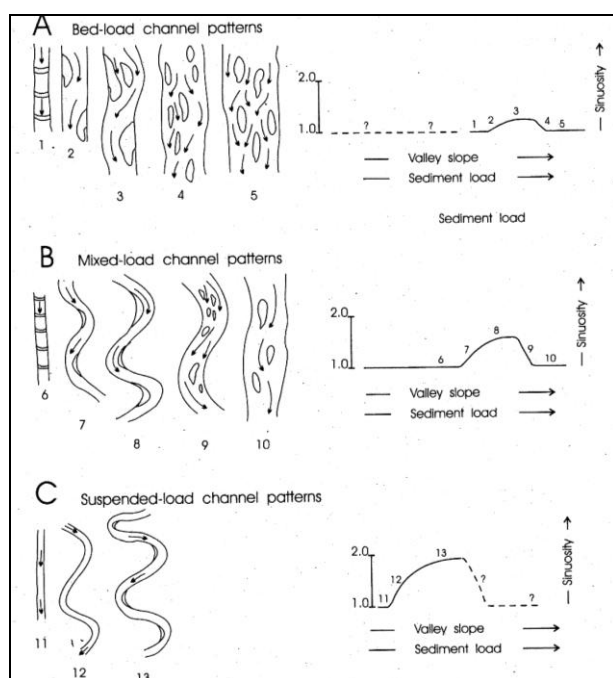 A Bed-load channel patterns
1 2 3 4 5
2.0
1.0
? ? 1 2 3 4 5
— Sinuosity →
— Valley slope →
— Sediment load →
Sediment load
B Mixed-load channel patterns
6 7 8 9 10
2.0
1.0
6 7 8 9 10
— Sinuosity →
— Valley slope →
— Sediment load →
C Suspended-load channel patterns
11 12 13
2.0
1.0
11 12 13 ? ?
— Sinuosity →
— Valley slope →
— Sediment load →